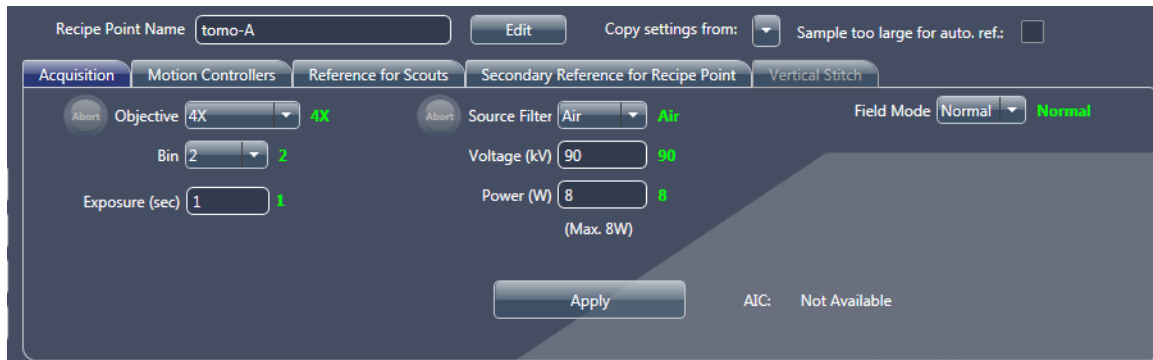 Recipe Point Name tomo-A Edit Copy settings from: Sample too large for auto. ref.:
Acquisition Motion Controllers Reference for Scouts Secondary Reference for Recipe Point Vertical Stitch
Abort Objective 4X 4X Abort Source Filter Air Air Field Mode Normal Normal
Bin 2 2 Voltage (kV) 90 90
Exposure (sec) 1 1 Power (W) 8 8
(Max. 8W)
Apply AIC: Not Available